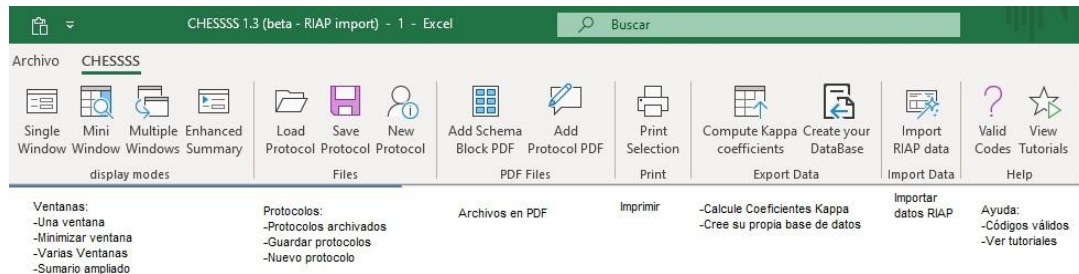 CHESSSS 1.3 (beta - RIAP import) - 1 - Excel
Buscar
Archivo CHESSSS
Single Window
Mini Window
Multiple Windows
Enhanced Summary
display modes
Load Protocol
Save Protocol
New Protocol
Files
Add Schema Block PDF
Add Protocol PDF
PDF Files
Print Selection
Print
Compute Kappa coefficients
Create your DataBase
Export Data
Import RIAP data
Import Data
Valid Codes
View Tutorials
Help
Ventanas:
-Una ventana
-Minimizar ventana
-Varias Ventanas
-Sumario ampliado
Protocolos:
-Protocolos archivados
-Guardar protocolos
-Nuevo protocolo
Archivos en PDF
Imprimir
-Calcule Coeficientes Kappa
-Cree su propia base de datos
Importar
datos RIAP
Ayuda:
-Códigos válidos
-Ver tutoriales